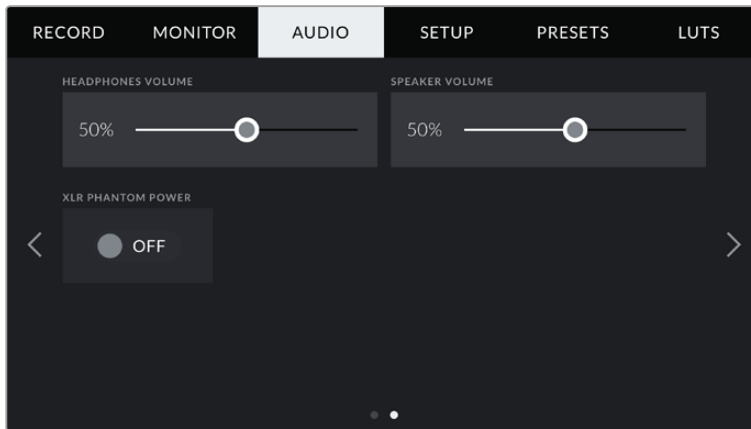 RECORD MONITOR AUDIO SETUP PRESETS LUTS
HEADPHONES VOLUME SPEAKER VOLUME
50% 50%
XLR PHANTOM POWER
OFF